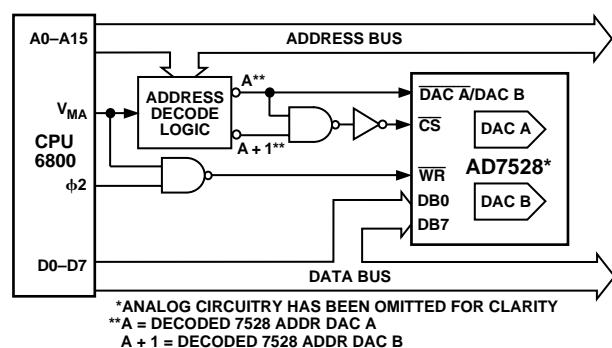 A0–A15
ADDRESS BUS
A**
VMA
ADDRESS
DECODE
LOGIC
DAC A/DAC B
CS
DAC A
CPU
6800
A + 1**
AD7528*
WR
ϕ2
DB0
DAC B
DB7
D0–D7
DATA BUS
*ANALOG CIRCUITRY HAS BEEN OMITTED FOR CLARITY
**A = DECODED 7528 ADDR DAC A
A + 1 = DECODED 7528 ADDR DAC B